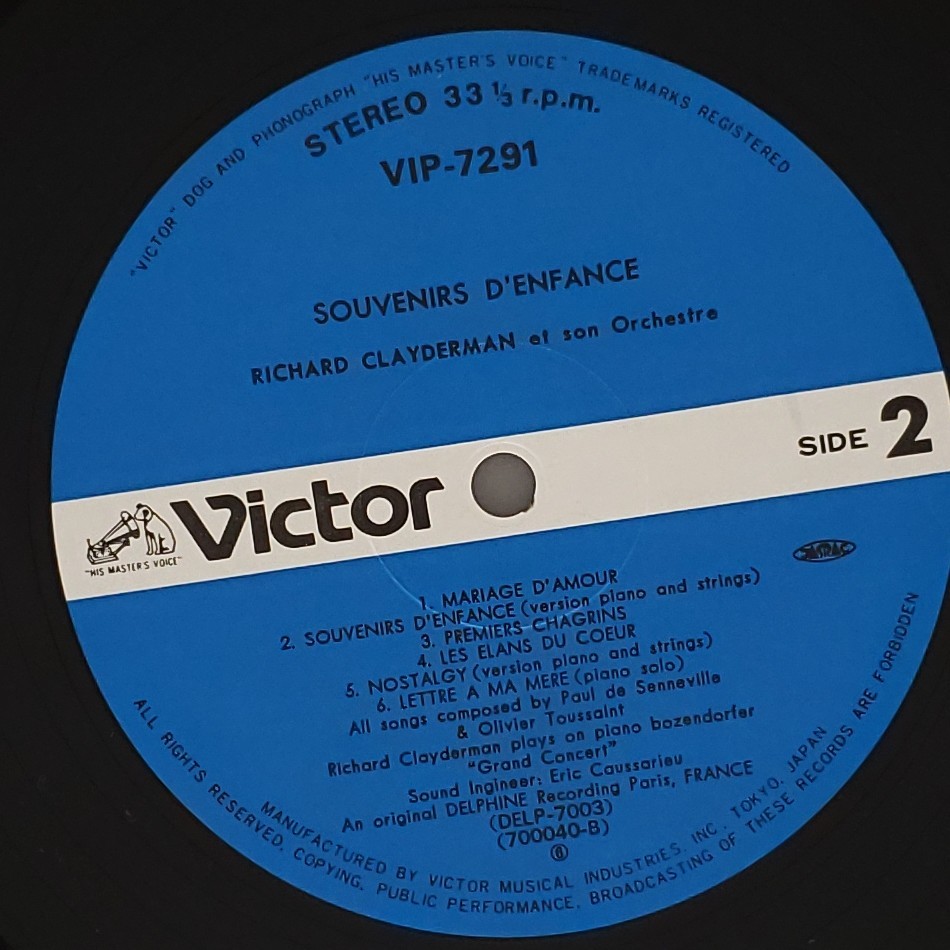 "VICTOR" DOG AND PHONOGRAPH "HIS MASTER'S VOICE" TRADEMARKS REGISTERED
STEREO 33 1/3 r.p.m.
VIP-7291
SOUVENIRS D'ENFANCE
RICHARD CLAYDERMAN et son Orchestre
SIDE 2
Victor
"HIS MASTER'S VOICE"
JASRAC
1. MARIAGE D'AMOUR
2. SOUVENIRS D'ENFANCE (version piano and strings)
3. PREMIERS CHAGRINS
4. LES ELANS DU COEUR
5. NOSTALGY (version piano and strings)
6. LETTRE A MA MERE (piano solo)
All songs composed by Paul de Senneville
& Olivier Toussaint
Richard Clayderman plays on piano bozendorfer
"Grand Concert"
Sound Ingineer: Eric Caussarieu
An original DELPHINE Recording Paris, FRANCE
(DELP-7003)
(700040-B)
MANUFACTURED BY VICTOR MUSICAL INDUSTRIES, INC., TOKYO, JAPAN
ALL RIGHTS RESERVED, COPYING, PUBLIC PERFORMANCE, BROADCASTING OF THESE RECORDS ARE FORBIDDEN